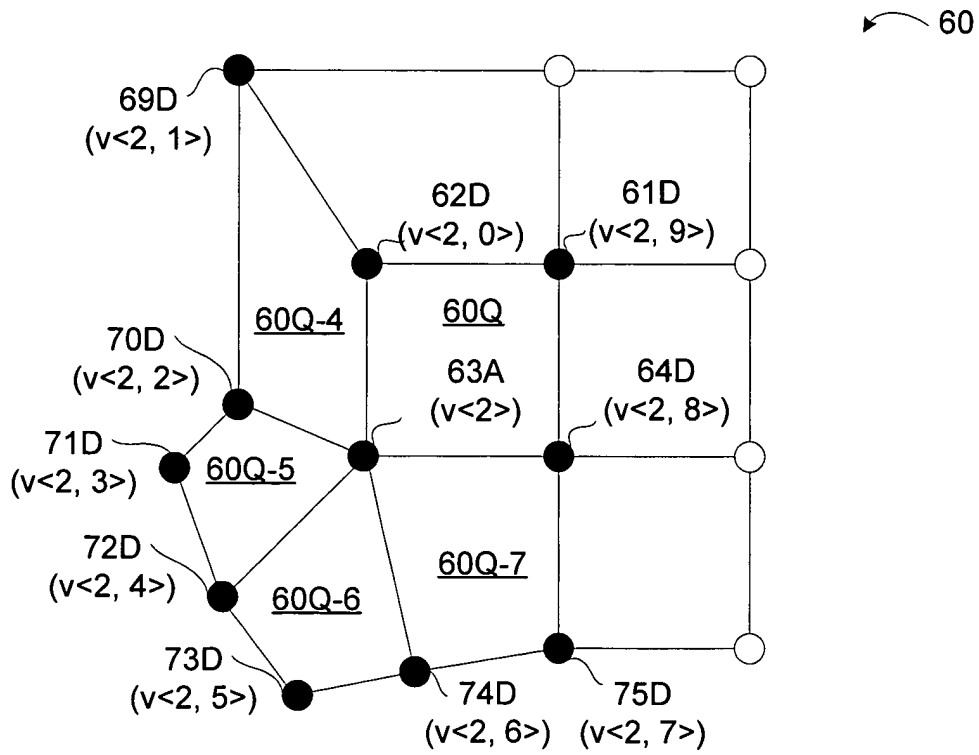 60
69D
(v<2, 1>)
62D
(v<2, 0>)
61D
(v<2, 9>)
60Q-4
60Q
70D
(v<2, 2>)
63A
(v<2>)
64D
(v<2, 8>)
71D
(v<2, 3>)
60Q-5
72D
(v<2, 4>)
60Q-6
60Q-7
73D
(v<2, 5>)
74D
(v<2, 6>)
75D
(v<2, 7>)